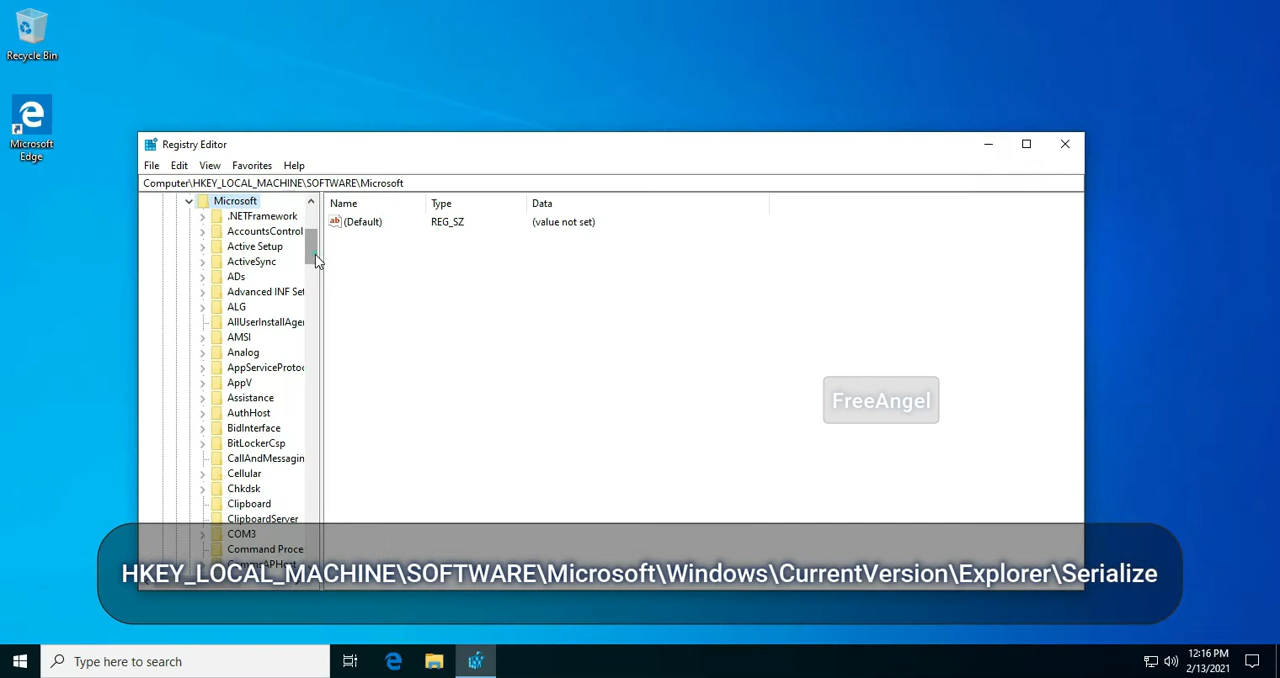 Recycle Bin
Microsoft
Edge
Registry Editor
File Edit View Favorites Help
Computer\HKEY_LOCAL_MACHINE\SOFTWARE\Microsoft
Microsoft
.NETFramework
AccountsControl
Active Setup
ActiveSync
ADs
Advanced INF Set
ALG
AllUserInstallAgen
AMSI
Analog
AppServiceProtoc
AppV
Assistance
AuthHost
BidInterface
BitLockerCsp
CallAndMessagin
Cellular
Chkdsk
Clipboard
ClipboardServer
COM3
Command Proce
Name Type Data
ab (Default) REG_SZ (value not set)
FreeAngel
HKEY_LOCAL_MACHINE\SOFTWARE\Microsoft\Windows\CurrentVersion\Explorer\Serialize
Type here to search
12:16 PM
2/13/2021